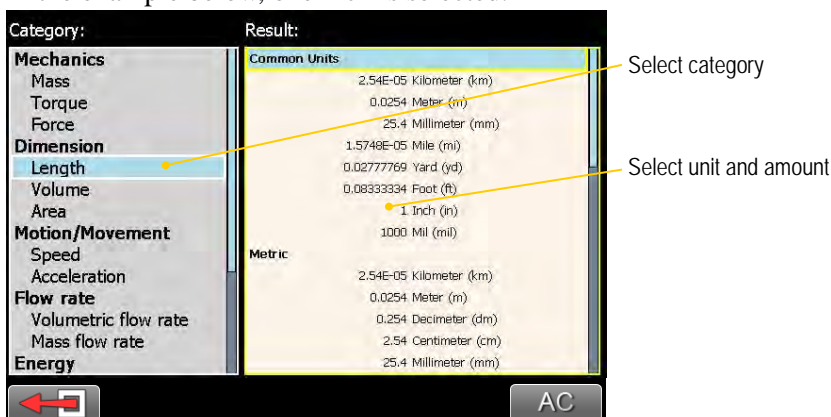 Category:
Mechanics
Mass
Torque
Force
Dimension
Length
Volume
Area
Motion/Movement
Speed
Acceleration
Flow rate
Volumetric flow rate
Mass flow rate
Energy
Result:
Common Units
2.54E-05 Kilometer (km)
0.0254 Meter (m)
25.4 Millimeter (mm)
1.5748E-05 Mile (mi)
0.02777769 Yard (yd)
0.08333334 Foot (ft)
1 Inch (in)
1000 Mil (mil)
Metric
2.54E-05 Kilometer (km)
0.0254 Meter (m)
0.254 Decimeter (dm)
2.54 Centimeter (cm)
25.4 Millimeter (mm)
AC
Select category
Select unit and amount